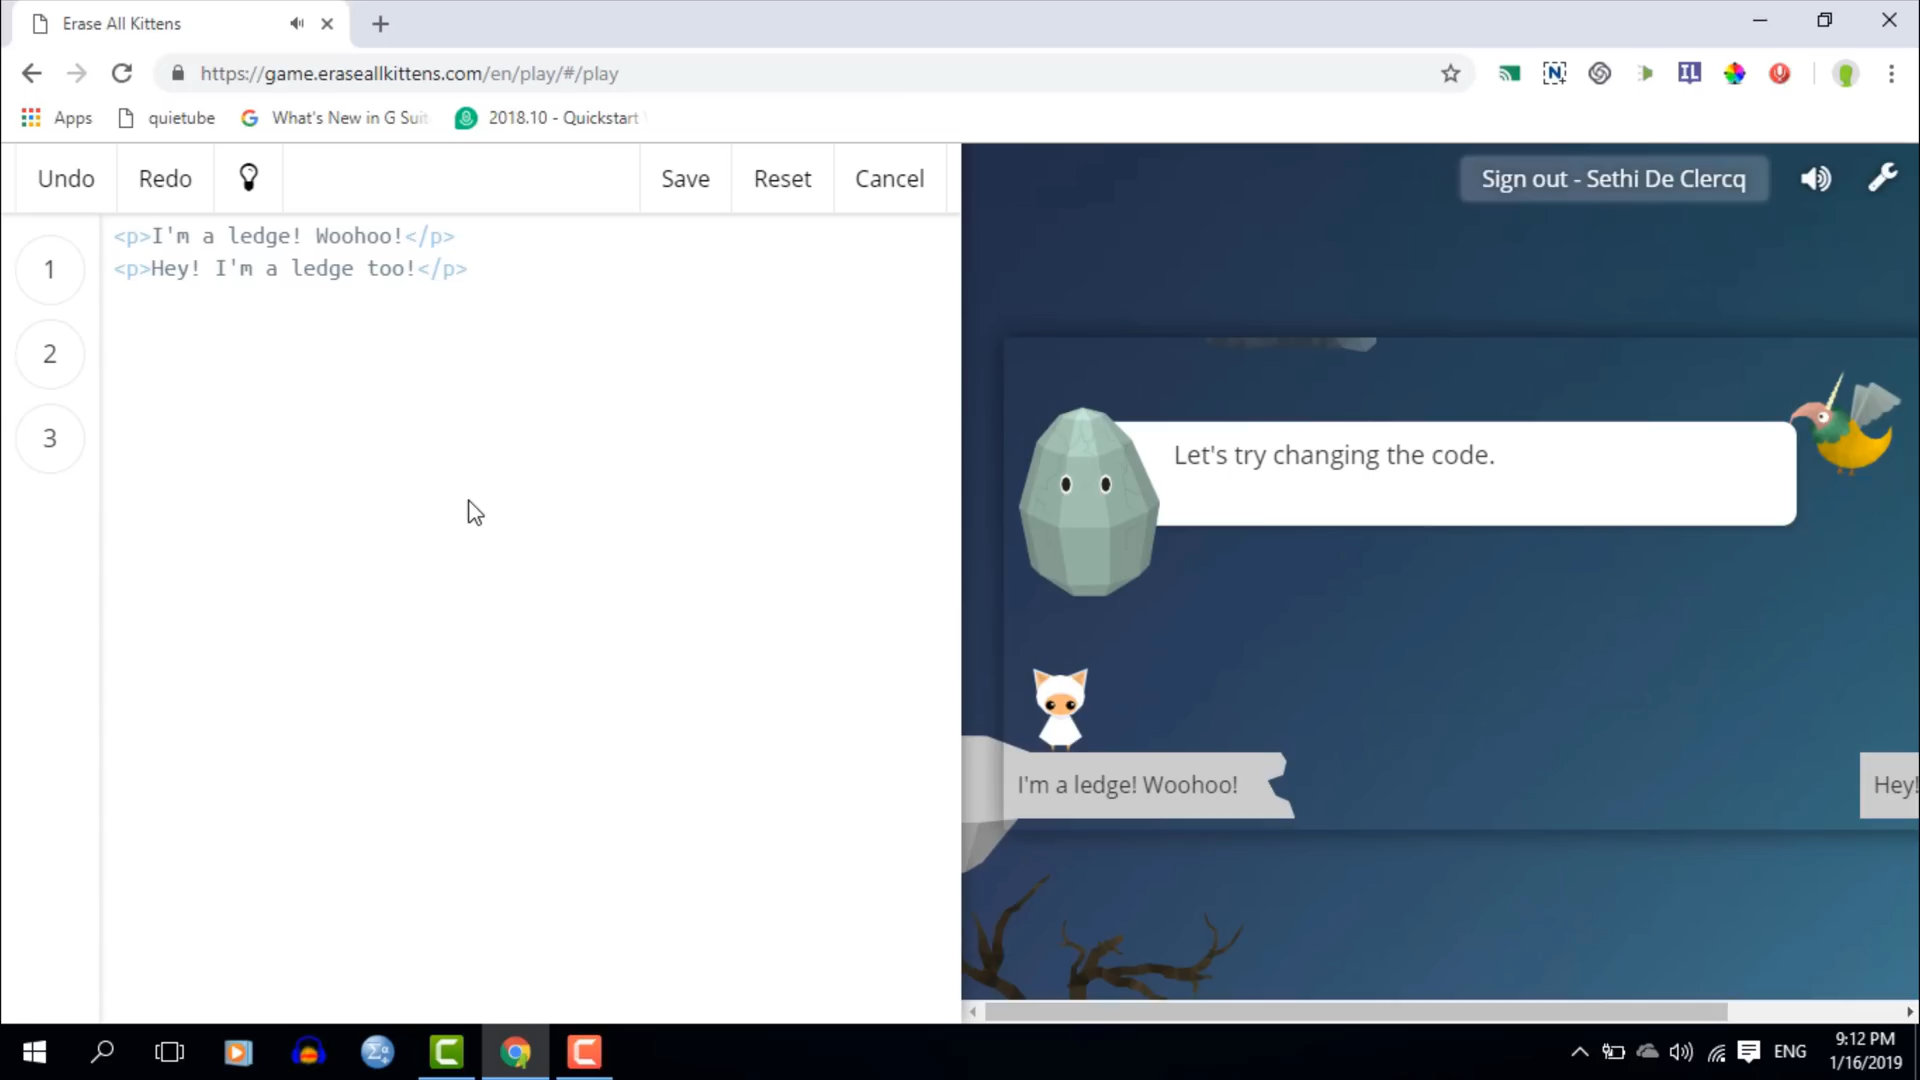 Erase All Kittens
https://game.eraseallkittens.com/en/play/#/play
Apps
quietube
What's New in G Suit
2018.10 - Quickstart
Undo
Redo
Save
Reset
Cancel
Sign out - Sethi De Clercq
1
2
3
<p>I'm a ledge! Woohoo!</p>
<p>Hey! I'm a ledge too!</p>
Let's try changing the code.
I'm a ledge! Woohoo!
Hey!
ENG
9:12 PM
1/16/2019